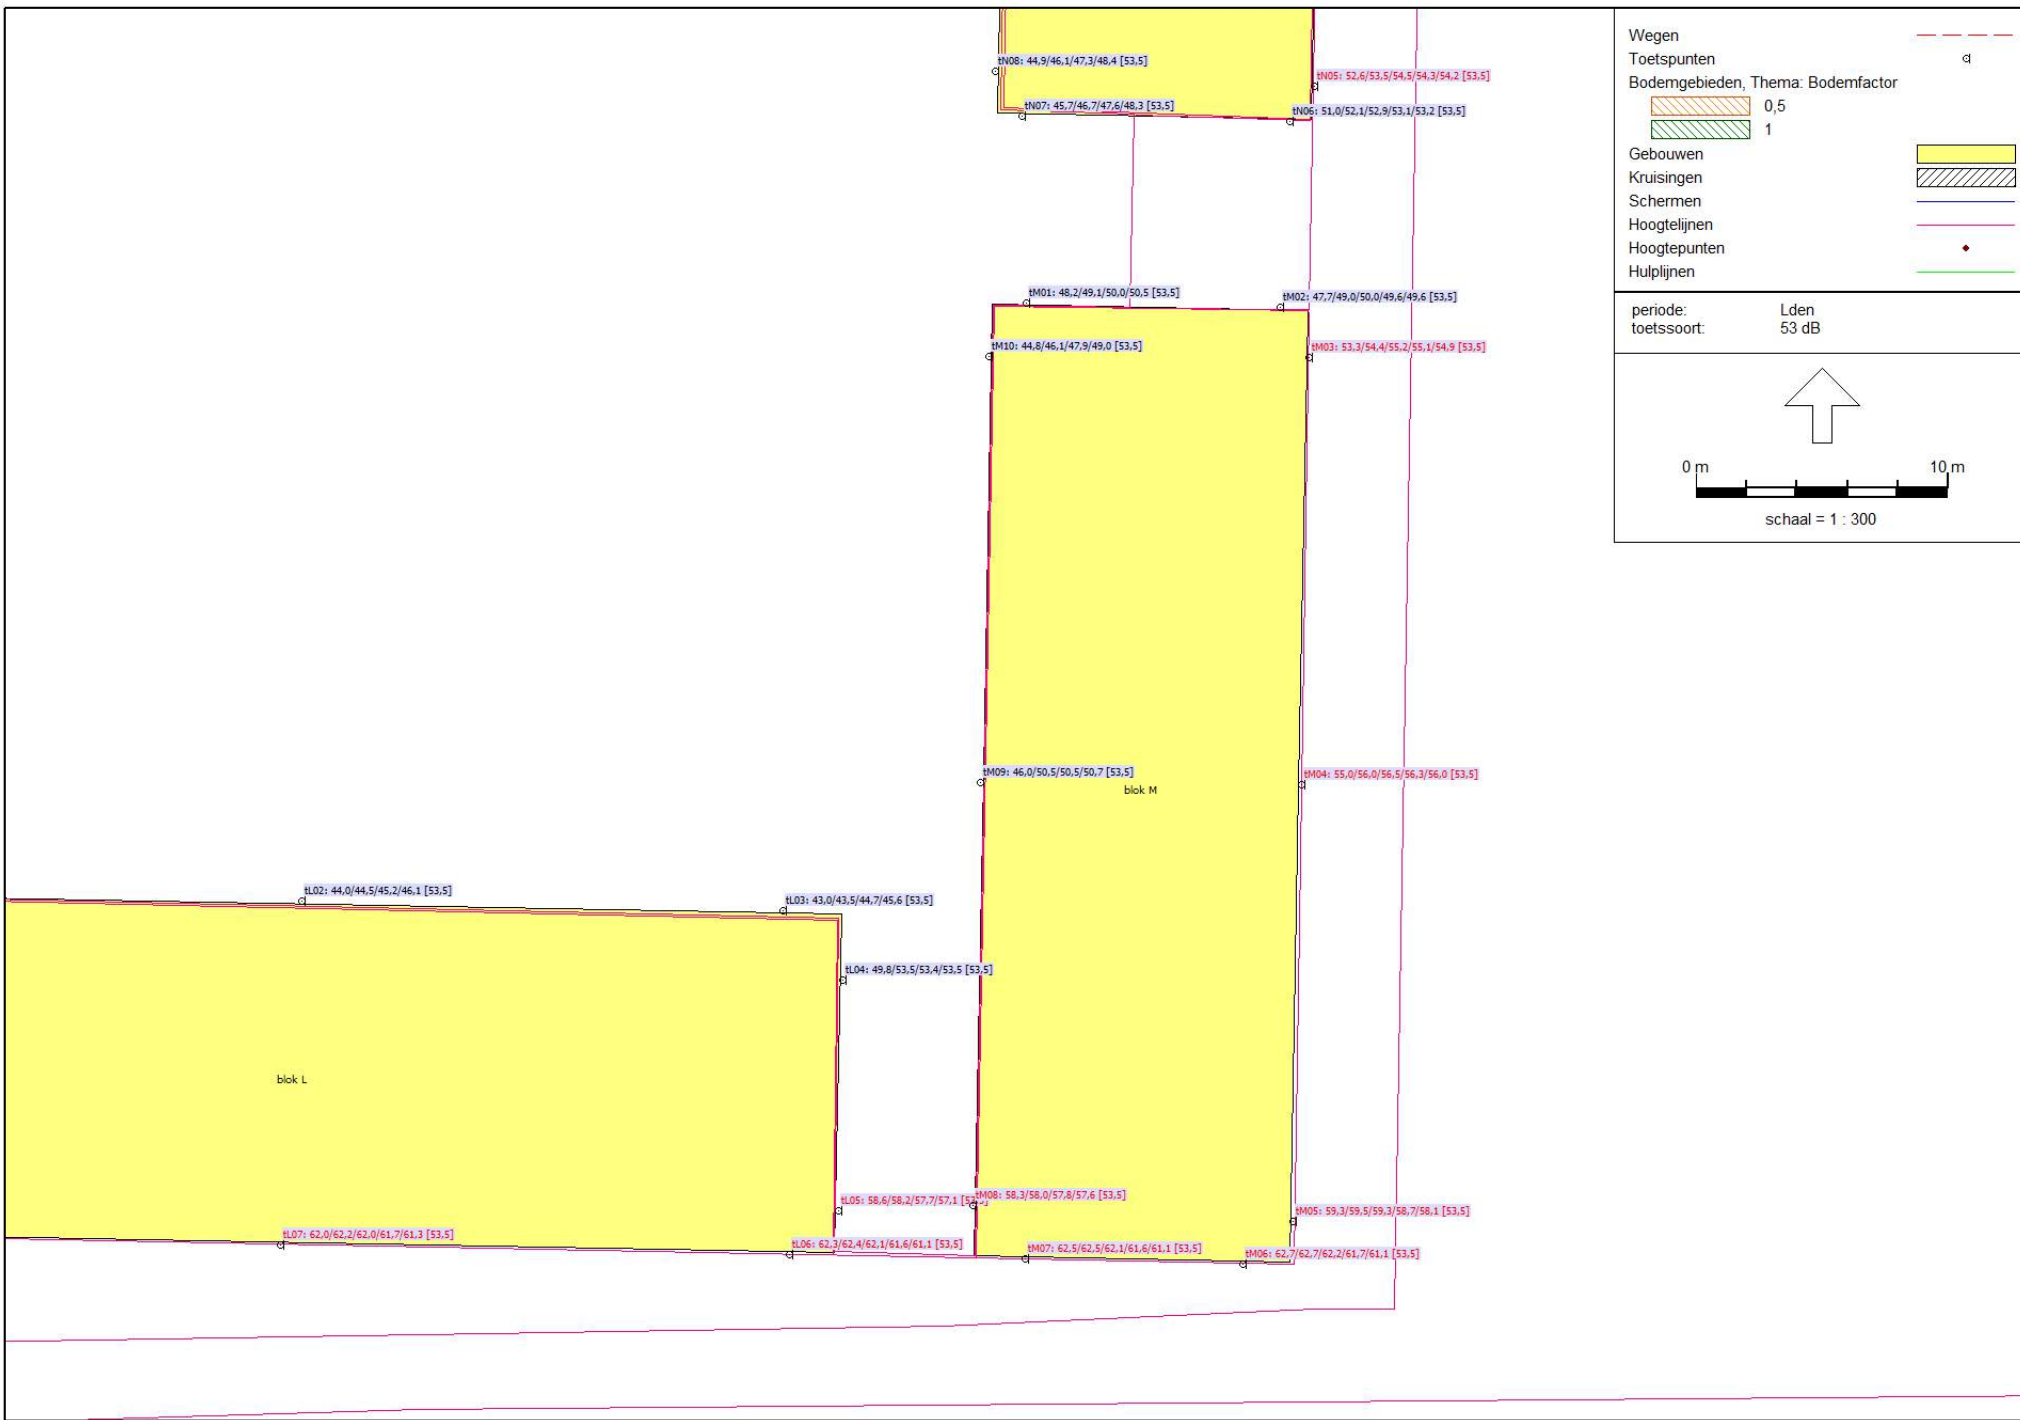 tN08: 44,9/46,1/47,3/48,4 [53,5]
tN05: 52,6/53,5/54,5/54,3/54,2 [53,5]
tN07: 45,7/46,7/47,6/48,3 [53,5]
tN06: 51,0/52,1/52,9/53,1/53,2 [53,5]
tM01: 48,2/49,1/50,0/50,5 [53,5]
tM02: 47,7/49,0/50,0/49,6/49,6 [53,5]
tM10: 44,8/46,1/47,9/49,0 [53,5]
tM03: 53,3/54,4/55,2/55,1/54,9 [53,5]
tM09: 46,0/50,5/50,5/50,7 [53,5]
tM04: 55,0/56,0/56,5/56,3/56,0 [53,5]
blok M
tL02: 44,0/44,5/45,2/46,1 [53,5]
tL03: 43,0/43,5/44,7/45,6 [53,5]
tL04: 49,8/53,5/53,4/53,5 [53,5]
blok L
tL05: 58,6/58,2/57,7/57,1
tM08: 58,3/58,0/57,8/57,6 [53,5]
tM05: 59,3/59,5/59,3/58,7/58,1 [53,5]
tL07: 62,0/62,2/62,0/61,7/61,3 [53,5]
tL06: 62,3/62,4/62,1/61,6/61,1 [53,5]
tM07: 62,5/62,5/62,1/61,6/61,1 [53,5]
tM06: 62,7/62,7/62,2/61,7/61,1 [53,5]
Wegen
Toetspunten
Bodemgebieden, Thema: Bodemfactor
0,5
1
Gebouwen
Kruisingen
Schermen
Hoogtelijnen
Hoogtepunten
Hulplijnen
periode: Lden
toetssoort: 53 dB
0 m 10 m
schaal = 1 : 300